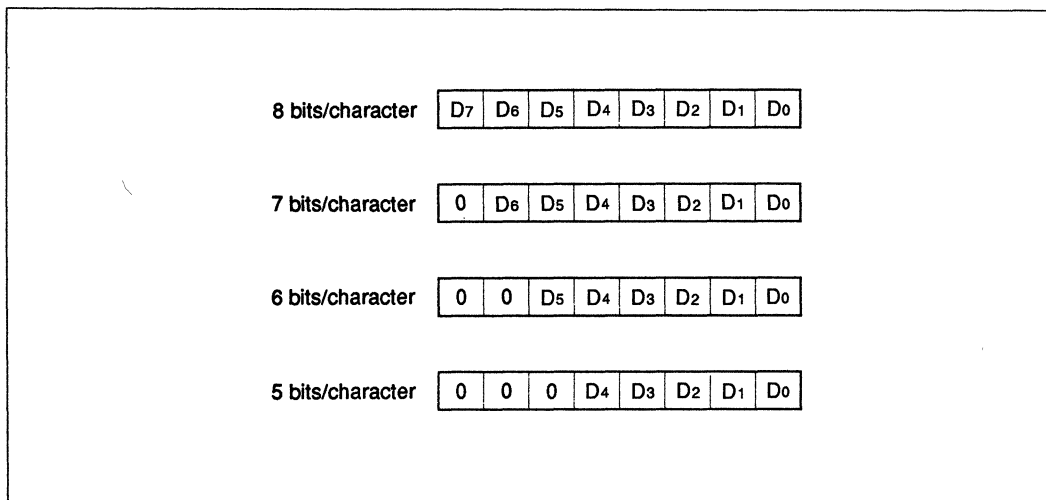 8 bits/character D7 D6 D5 D4 D3 D2 D1 D0
7 bits/character 0 D6 D5 D4 D3 D2 D1 D0
6 bits/character 0 0 D5 D4 D3 D2 D1 D0
5 bits/character 0 0 0 D4 D3 D2 D1 D0